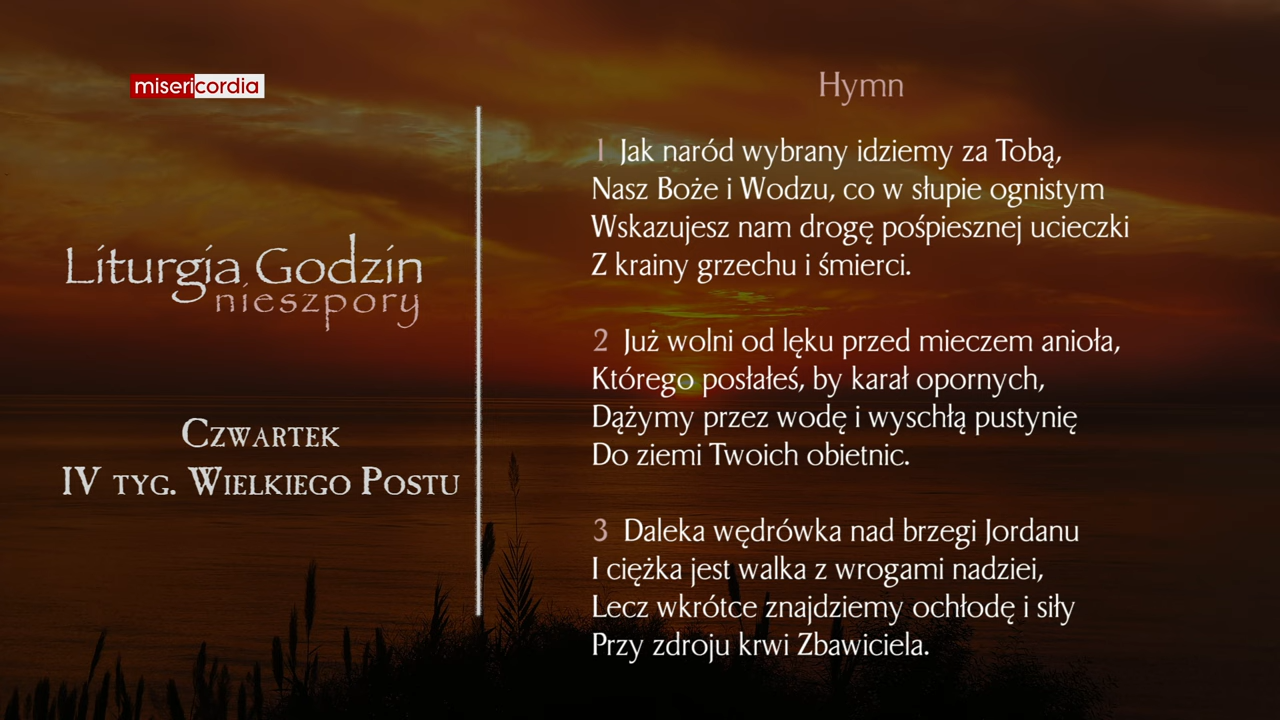 misericordia
Liturgia Godzin
nieszpory
Czwartek
IV tyg. Wielkiego Postu
Hymn
1 Jak naród wybrany idziemy za Tobą,
Nasz Boże i Wodzu, co w słupie ognistym
Wskazujesz nam drogę pośpiesznej ucieczki
Z krainy grzechu i śmierci.
2 Już wolni od lęku przed mieczem anioła,
Którego posłałeś, by karał opornych,
Dążymy przez wodę i wyschłą pustynię
Do ziemi Twoich obietnic.
3 Daleka wędrówka nad brzegi Jordanu
I ciężka jest walka z wrogami nadziei,
Lecz wkrótce znajdziemy ochłodę i siły
Przy zdroju krwi Zbawiciela.